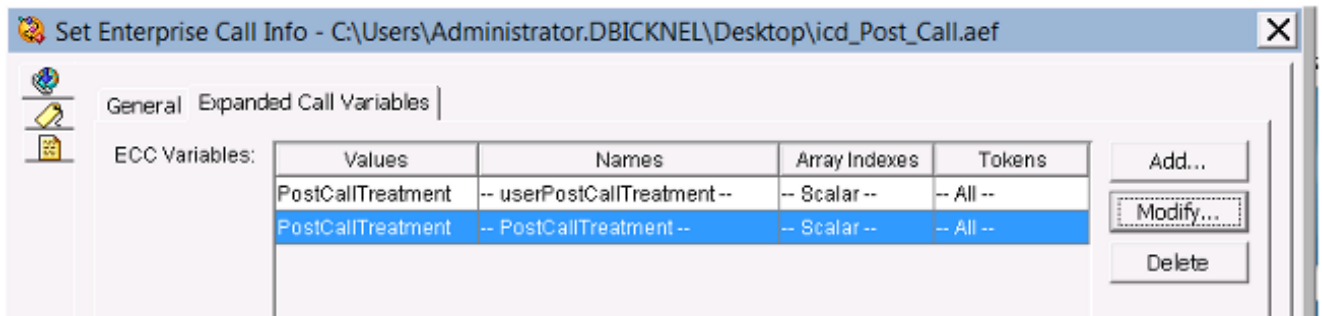 Set Enterprise Call Info - C:\Users\Administrator.DBICKNEL\Desktop\icd_Post_Call.aef
General Expanded Call Variables
ECC Variables: Values Names Array Indexes Tokens Add...
PostCallTreatment -- userPostCallTreatment -- -- Scalar -- -- All --
Modify...
PostCallTreatment -- PostCallTreatment -- -- Scalar -- -- All --
Delete